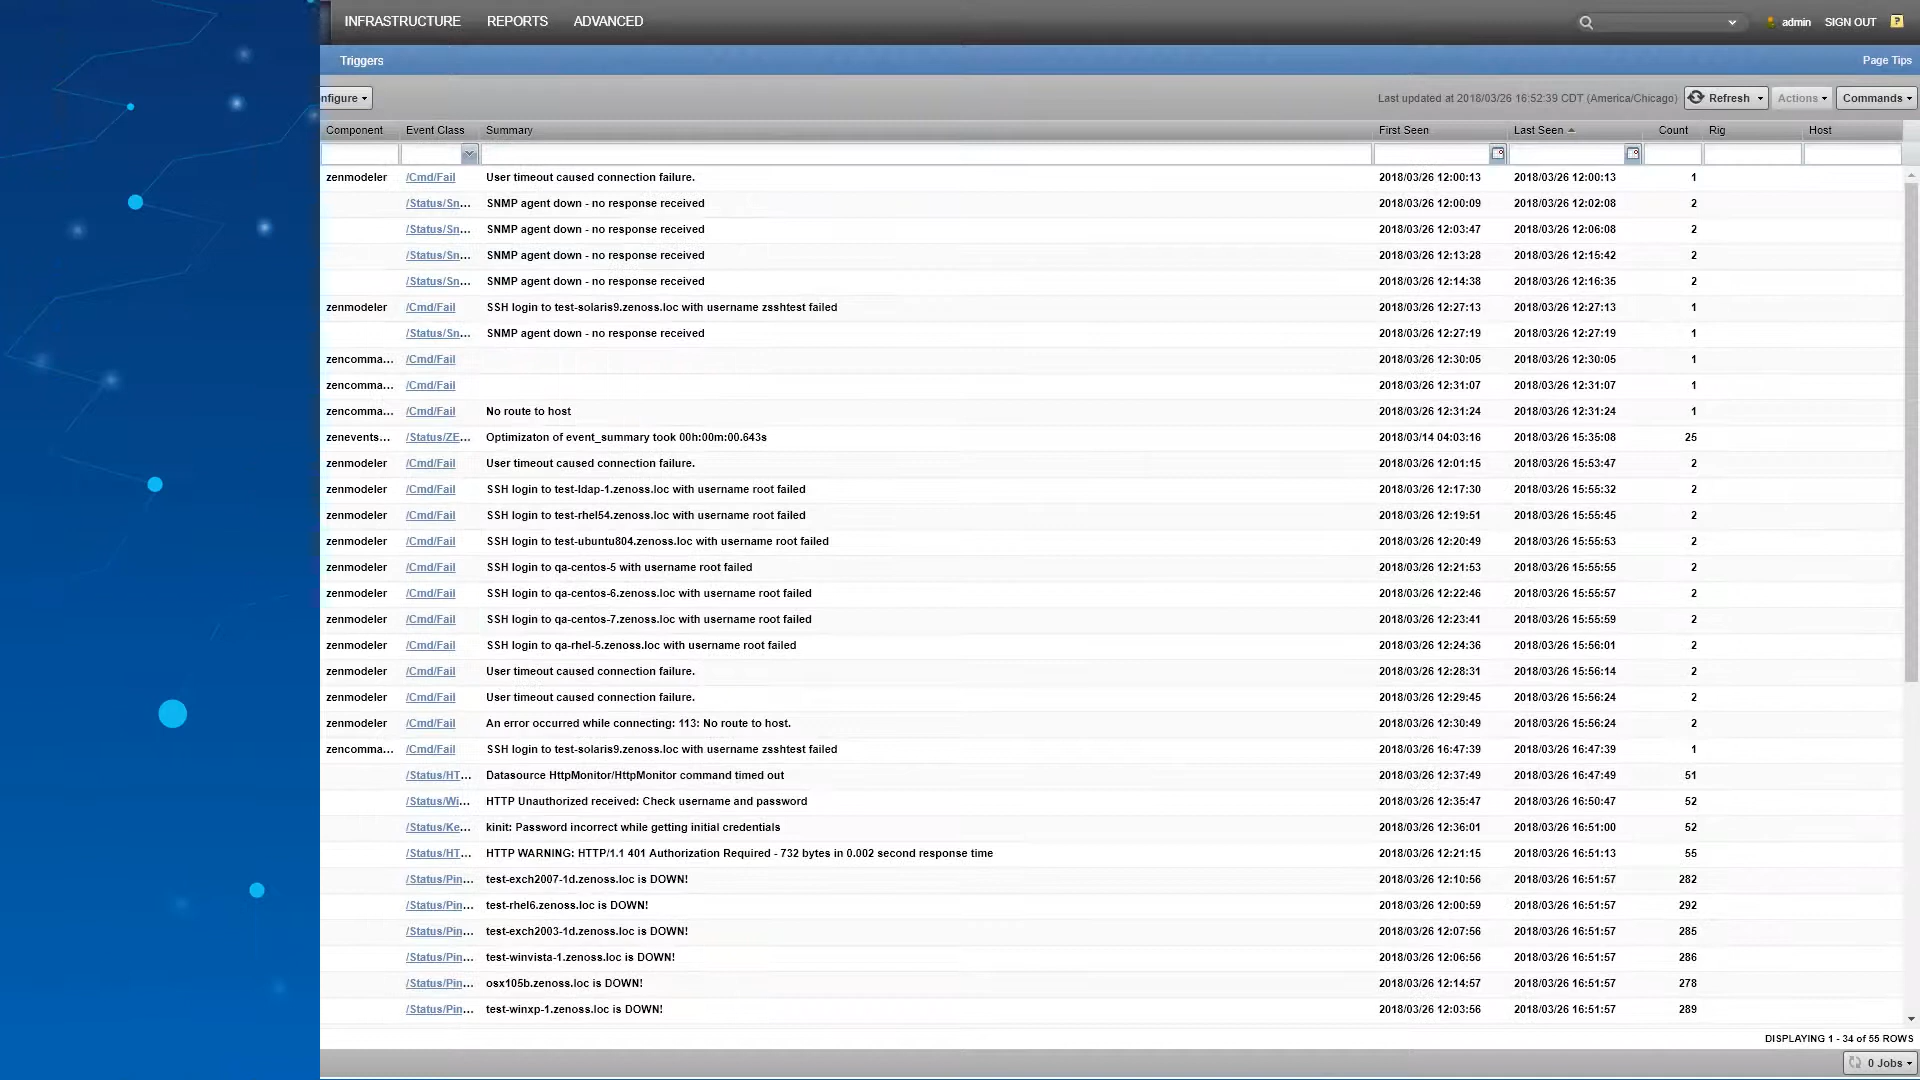 INFRASTRUCTURE REPORTS ADVANCED admin SIGN OUT ?
Triggers Page Tips
nfigure Last updated at 2018/03/26 16:52:39 CDT (America/Chicago) Refresh Actions Commands
Component Event Class Summary First Seen Last Seen Count Rig Host
zenmodeler /Cmd/Fail User timeout caused connection failure. 2018/03/26 12:00:13 2018/03/26 12:00:13 1
/Status/Sn... SNMP agent down - no response received 2018/03/26 12:00:09 2018/03/26 12:02:08 2
/Status/Sn... SNMP agent down - no response received 2018/03/26 12:03:47 2018/03/26 12:06:08 2
/Status/Sn... SNMP agent down - no response received 2018/03/26 12:13:28 2018/03/26 12:15:42 2
/Status/Sn... SNMP agent down - no response received 2018/03/26 12:14:38 2018/03/26 12:16:35 2
zenmodeler /Cmd/Fail SSH login to test-solaris9.zenoss.loc with username zsshtest failed 2018/03/26 12:27:13 2018/03/26 12:27:13 1
/Status/Sn... SNMP agent down - no response received 2018/03/26 12:27:19 2018/03/26 12:27:19 1
zencomma... /Cmd/Fail 2018/03/26 12:30:05 2018/03/26 12:30:05 1
zencomma... /Cmd/Fail 2018/03/26 12:31:07 2018/03/26 12:31:07 1
zencomma... /Cmd/Fail No route to host 2018/03/26 12:31:24 2018/03/26 12:31:24 1
zenevents... /Status/ZE... Optimizaton of event_summary took 00h:00m:00.643s 2018/03/14 04:03:16 2018/03/26 15:35:08 25
zenmodeler /Cmd/Fail User timeout caused connection failure. 2018/03/26 12:01:15 2018/03/26 15:53:47 2
zenmodeler /Cmd/Fail SSH login to test-ldap-1.zenoss.loc with username root failed 2018/03/26 12:17:30 2018/03/26 15:55:32 2
zenmodeler /Cmd/Fail SSH login to test-rhel54.zenoss.loc with username root failed 2018/03/26 12:19:51 2018/03/26 15:55:45 2
zenmodeler /Cmd/Fail SSH login to test-ubuntu804.zenoss.loc with username root failed 2018/03/26 12:20:49 2018/03/26 15:55:53 2
zenmodeler /Cmd/Fail SSH login to qa-centos-5 with username root failed 2018/03/26 12:21:53 2018/03/26 15:55:55 2
zenmodeler /Cmd/Fail SSH login to qa-centos-6.zenoss.loc with username root failed 2018/03/26 12:22:46 2018/03/26 15:55:57 2
zenmodeler /Cmd/Fail SSH login to qa-centos-7.zenoss.loc with username root failed 2018/03/26 12:23:41 2018/03/26 15:55:59 2
zenmodeler /Cmd/Fail SSH login to qa-rhel-5.zenoss.loc with username root failed 2018/03/26 12:24:36 2018/03/26 15:56:01 2
zenmodeler /Cmd/Fail User timeout caused connection failure. 2018/03/26 12:28:31 2018/03/26 15:56:14 2
zenmodeler /Cmd/Fail User timeout caused connection failure. 2018/03/26 12:29:45 2018/03/26 15:56:24 2
zenmodeler /Cmd/Fail An error occurred while connecting: 113: No route to host. 2018/03/26 12:30:49 2018/03/26 15:56:24 2
zencomma... /Cmd/Fail SSH login to test-solaris9.zenoss.loc with username zsshtest failed 2018/03/26 16:47:39 2018/03/26 16:47:39 1
/Status/HT... Datasource HttpMonitor/HttpMonitor command timed out 2018/03/26 12:37:49 2018/03/26 16:47:49 51
/Status/Wi... HTTP Unauthorized received: Check username and password 2018/03/26 12:35:47 2018/03/26 16:50:47 52
/Status/Ke... kinit: Password incorrect while getting initial credentials 2018/03/26 12:36:01 2018/03/26 16:51:00 52
/Status/HT... HTTP WARNING: HTTP/1.1 401 Authorization Required - 732 bytes in 0.002 second response time 2018/03/26 12:21:15 2018/03/26 16:51:13 55
/Status/Pin... test-exch2007-1d.zenoss.loc is DOWN! 2018/03/26 12:10:56 2018/03/26 16:51:57 282
/Status/Pin... test-rhel6.zenoss.loc is DOWN! 2018/03/26 12:00:59 2018/03/26 16:51:57 292
/Status/Pin... test-exch2003-1d.zenoss.loc is DOWN! 2018/03/26 12:07:56 2018/03/26 16:51:57 285
/Status/Pin... test-winvista-1.zenoss.loc is DOWN! 2018/03/26 12:06:56 2018/03/26 16:51:57 286
/Status/Pin... osx105b.zenoss.loc is DOWN! 2018/03/26 12:14:57 2018/03/26 16:51:57 278
/Status/Pin... test-winxp-1.zenoss.loc is DOWN! 2018/03/26 12:03:56 2018/03/26 16:51:57 289
DISPLAYING 1 - 34 of 55 ROWS
0 Jobs